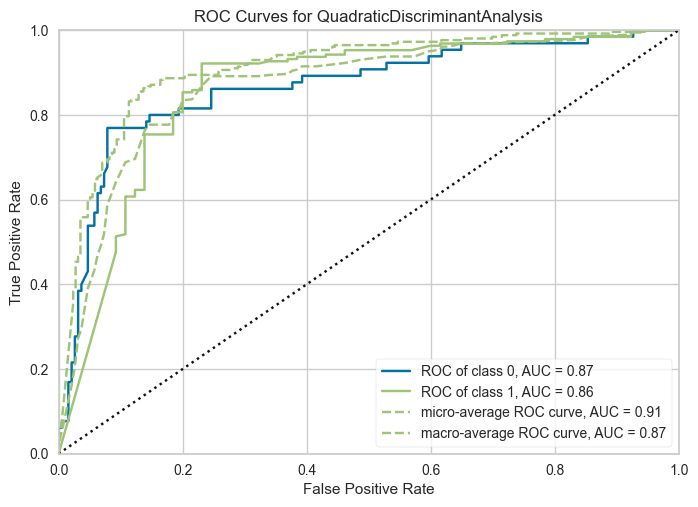 ROC Curves for QuadraticDiscriminantAnalysis
True Positive Rate
1.0
0.8
0.6
0.4
0.2
0.0
ROC of class 0, AUC = 0.87
ROC of class 1, AUC = 0.86
micro-average ROC curve, AUC = 0.91
macro-average ROC curve, AUC = 0.87
0.0 0.2 0.4 0.6 0.8 1.0
False Positive Rate